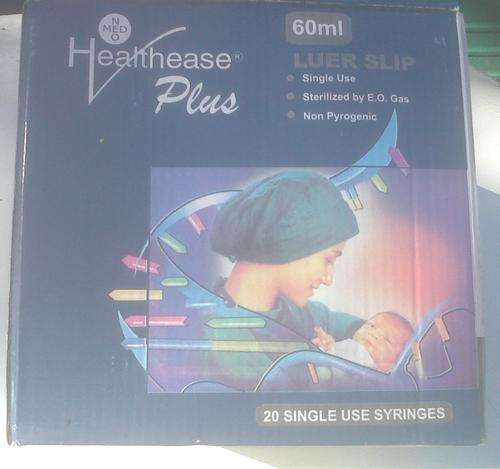 N
MED
O
Healthease®
Plus
60ml
LUER SLIP
Single Use
Sterilized by E.O. Gas
Non Pyrogenic
20 SINGLE USE SYRINGES